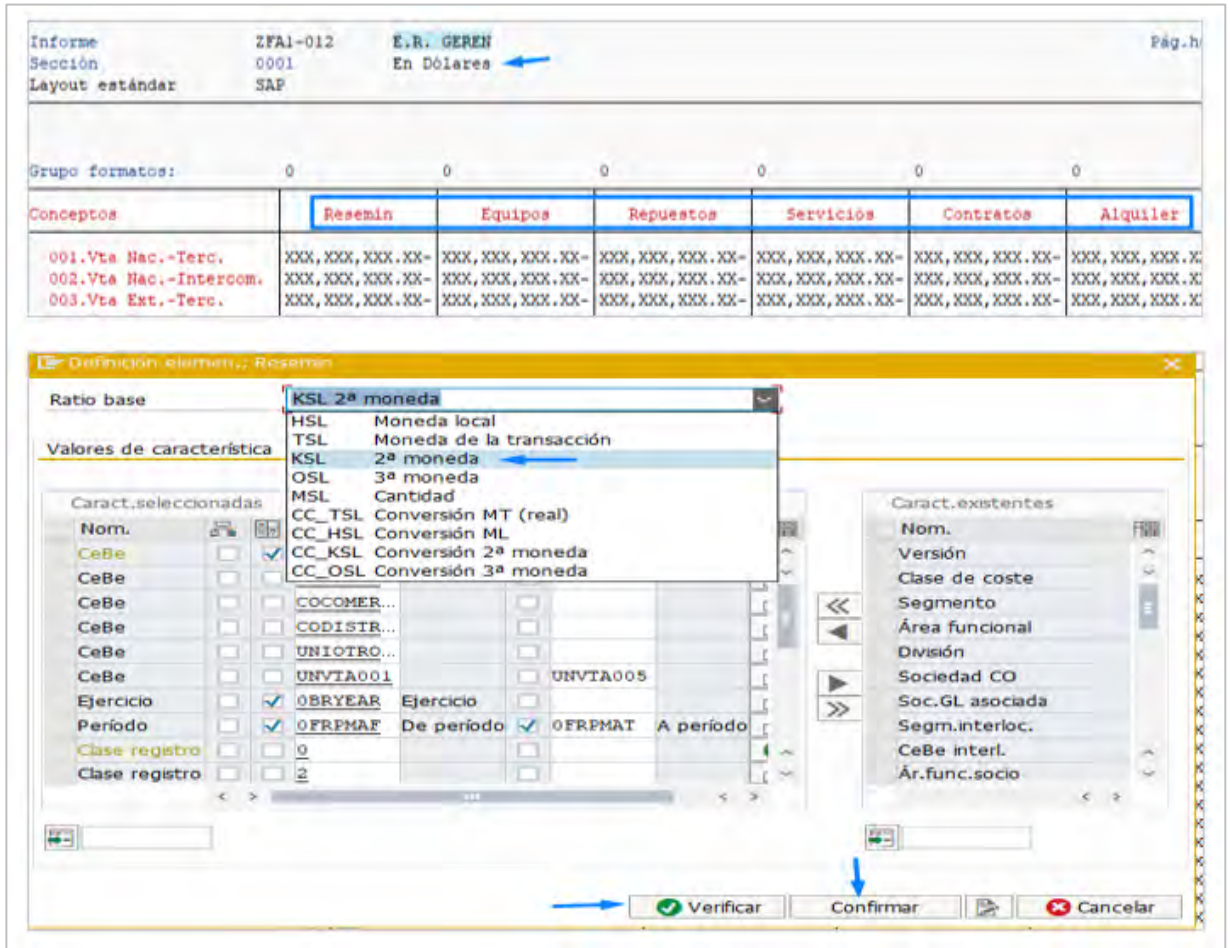 Informe ZFA1-012 E.R. GEREN Pág.h
Sección 0001 En Dólares
Layout estándar SAP
Grupo formatos: 0 0 0 0 0 0
Conceptos Resemin Equipos Repuestos Servicios Contratos Alquiler
001.Vta Nac.-Terc. XXX,XXX,XXX.XX- XXX,XXX,XXX.XX- XXX,XXX,XXX.XX- XXX,XXX,XXX.XX- XXX,XXX,XXX.XX- XXX,XXX,XXX.X
002.Vta Nac.-Intercom. XXX,XXX,XXX.XX- XXX,XXX,XXX.XX- XXX,XXX,XXX.XX- XXX,XXX,XXX.XX- XXX,XXX,XXX.XX- XXX,XXX,XXX.X
003.Vta Ext.-Terc. XXX,XXX,XXX.XX- XXX,XXX,XXX.XX- XXX,XXX,XXX.XX- XXX,XXX,XXX.XX- XXX,XXX,XXX.XX- XXX,XXX,XXX.X
Definición elemen.: Resemin
Ratio base KSL 2ª moneda
HSL Moneda local
TSL Moneda de la transacción
KSL 2ª moneda
OSL 3ª moneda
MSL Cantidad
CC_TSL Conversión MT (real)
CC_HSL Conversión ML
CC_KSL Conversión 2ª moneda
CC_OSL Conversión 3ª moneda
Valores de característica
Caract.seleccionadas
Nom.
CeBe
CeBe
CeBe COCOMER...
CeBe CODISTR...
CeBe UNIOTRO...
CeBe UNVTA001 UNVTA005
Ejercicio 0BRYEAR Ejercicio
Período 0FRPMAF De período 0FRPMAT A período
Clase registro 0
Clase registro 2
Caract.existentes
Nom.
Versión
Clase de coste
Segmento
Área funcional
División
Sociedad CO
Soc.GL asociada
Segm.interloc.
CeBe interl.
Ár.func.socio
Verificar Confirmar Cancelar